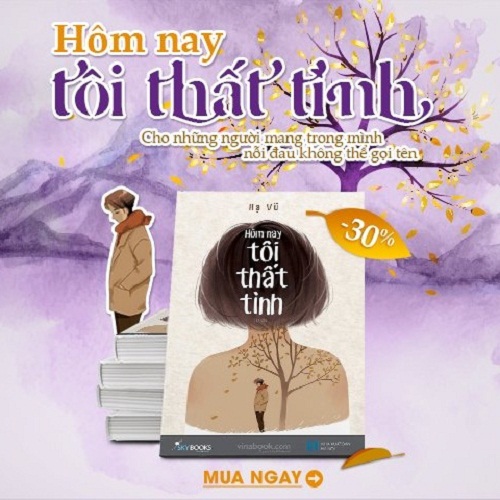 Hôm nay
tôi thất tình
Cho những người mang trong mình
nỗi đau không thể gọi tên
Hạ Vũ
-30%
Hôm nay
tôi
thất
tình
SKYBOOKS
vinabook.com
MUA NGAY